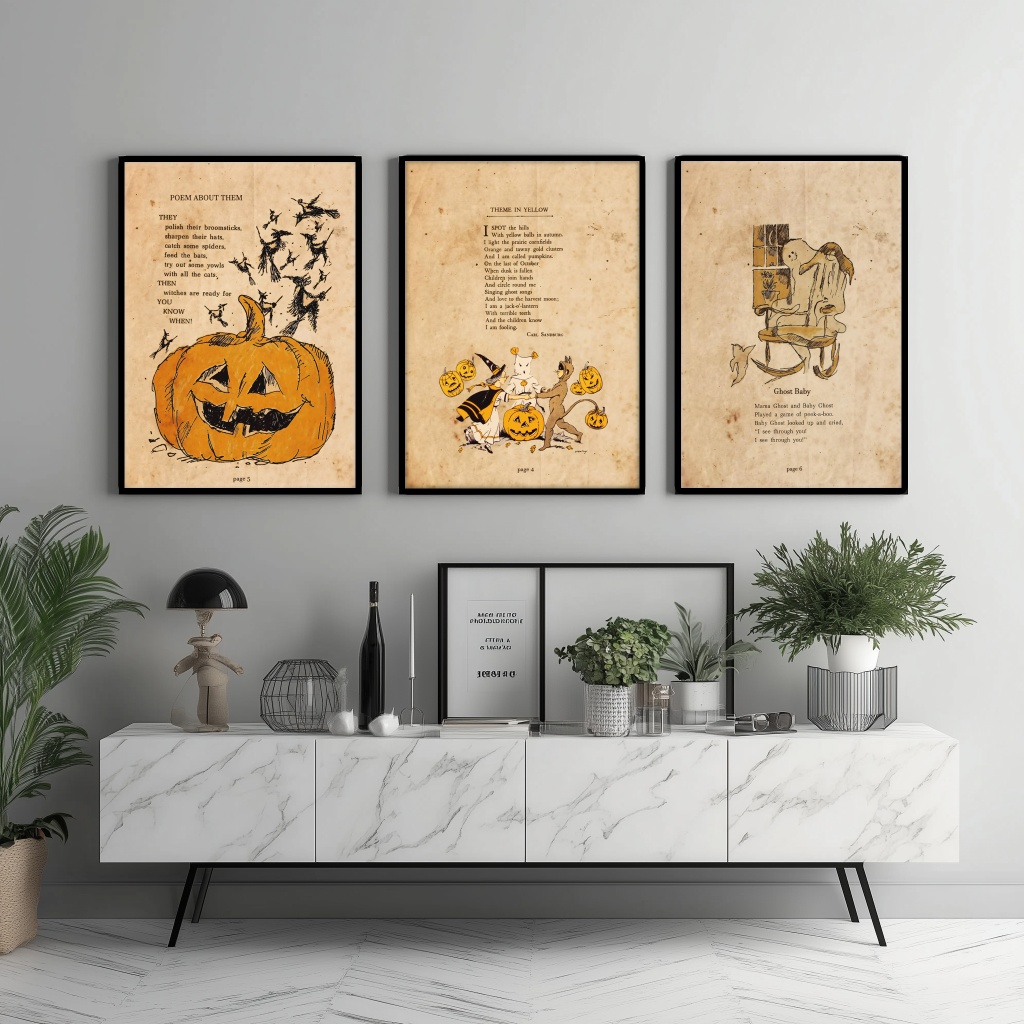 POEM ABOUT THEM
THEY
polish their broomsticks,
sharpen their hats,
catch some spiders,
feed the bats,
try out some yowls
with all the cats,
THEN
witches are ready for
YOU
KNOW
WHEN!
page 5
THEME IN YELLOW
I SPOT the hills
With yellow balls in autumn.
I light the prairie cornfields
Orange and tawny gold clusters
And I am called pumpkins.
On the last of October
When dusk is fallen
Children join hands
And circle round me
Singing ghost songs
And love to the harvest moon;
I am a jack-o'-lantern
With terrible teeth
And the children know
I am fooling.
Carl Sandburg
page 4
Ghost Baby
Mama Ghost and Baby Ghost
Played a game of peek-a-boo.
Baby Ghost looked up and cried,
"I see through you!
I see through you!"
page 6